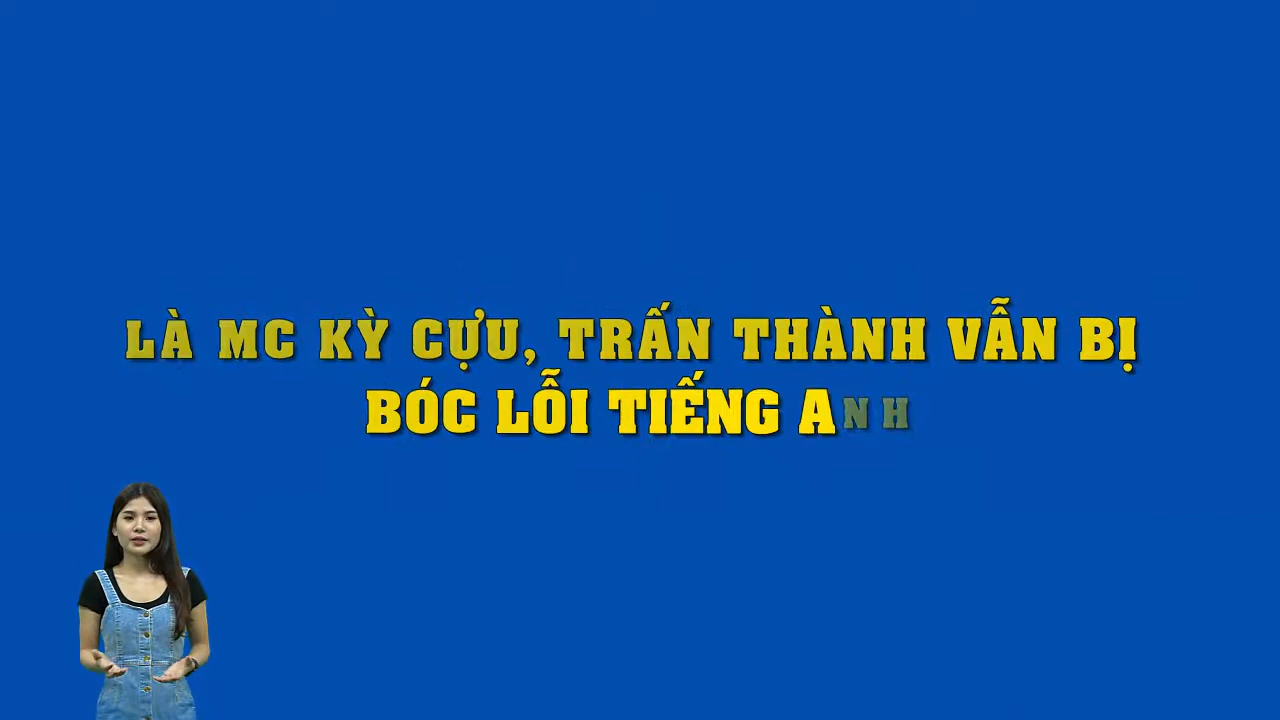 LÀ MC KỲ CỰU, TRẤN THÀNH VẪN BỊ
BÓC LỖI TIẾNG ANH